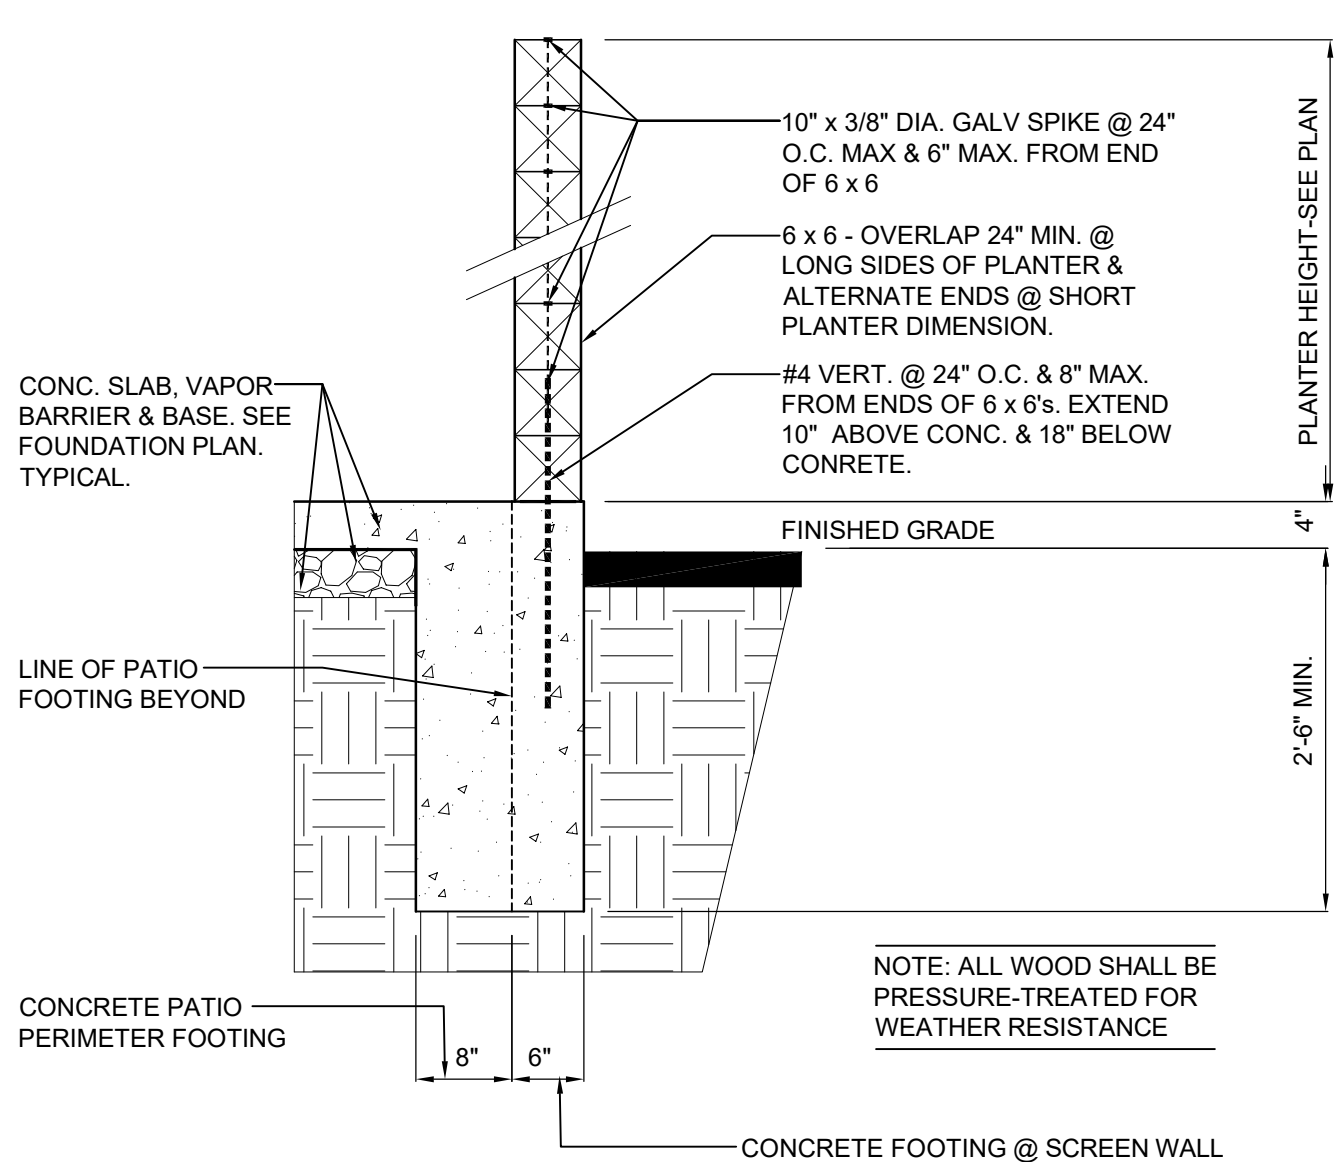 10" x 3/8" DIA. GALV SPIKE @ 24"
O.C. MAX & 6" MAX. FROM END
OF 6 x 6
6 x 6 - OVERLAP 24" MIN. @
LONG SIDES OF PLANTER &
ALTERNATE ENDS @ SHORT
PLANTER DIMENSION.
#4 VERT. @ 24" O.C. & 8" MAX.
FROM ENDS OF 6 x 6's. EXTEND
10" ABOVE CONC. & 18" BELOW
CONRETE.
PLANTER HEIGHT-SEE PLAN
CONC. SLAB, VAPOR
BARRIER & BASE. SEE
FOUNDATION PLAN.
TYPICAL.
FINISHED GRADE
4"
LINE OF PATIO
FOOTING BEYOND
2'-6" MIN.
NOTE: ALL WOOD SHALL BE
PRESSURE-TREATED FOR
WEATHER RESISTANCE
CONCRETE PATIO
PERIMETER FOOTING
8"
6"
CONCRETE FOOTING @ SCREEN WALL